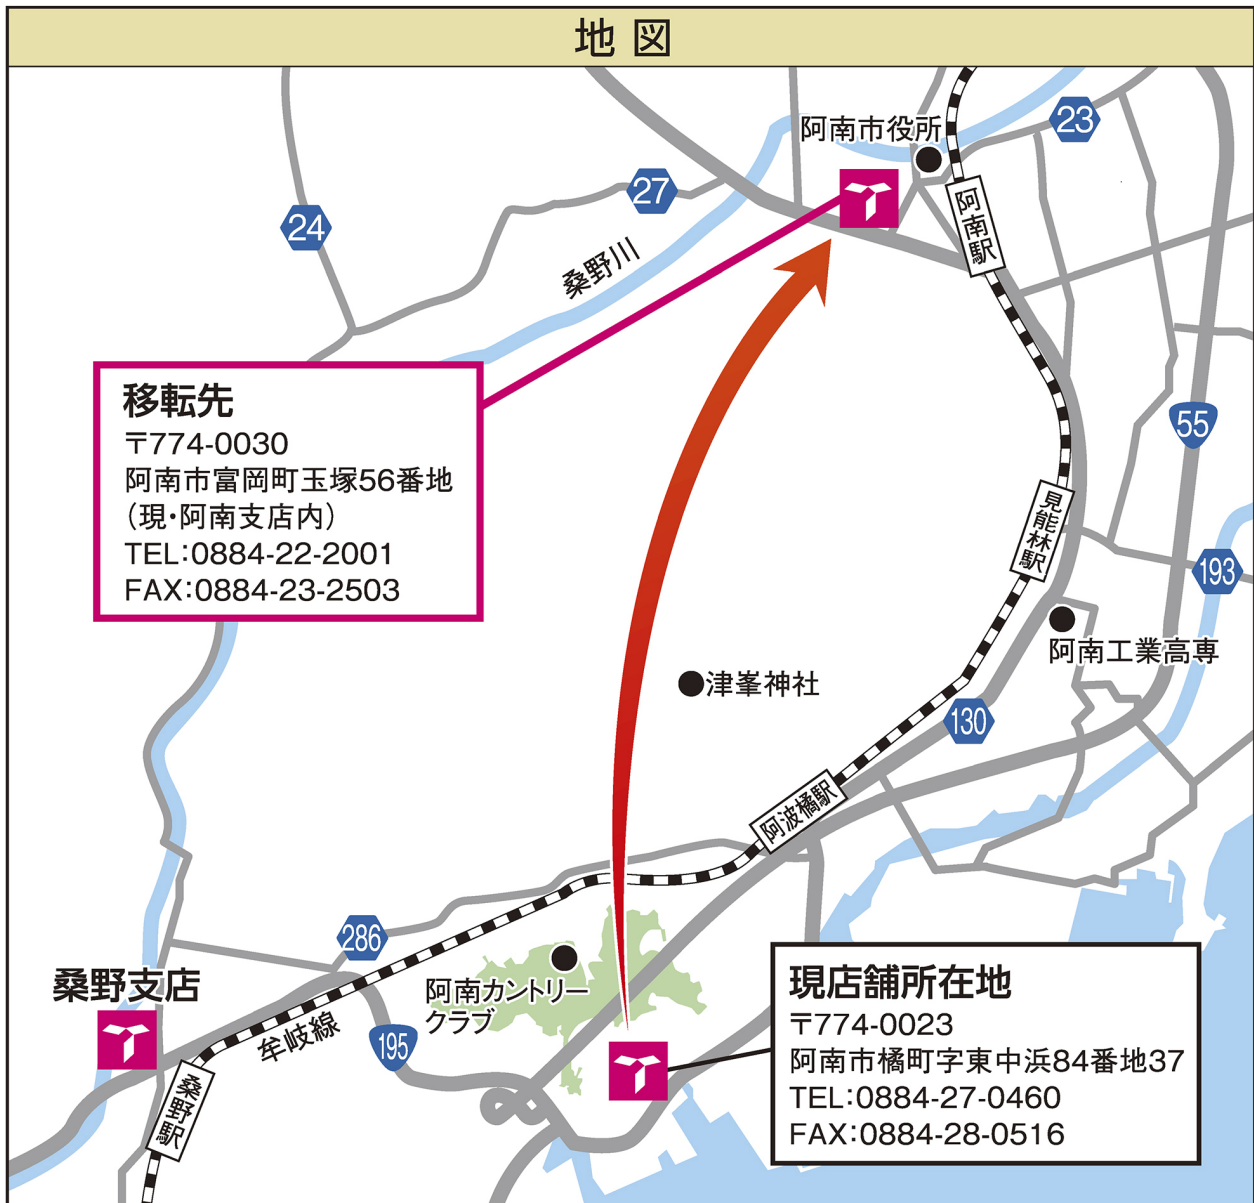 地図
阿南市役所
23
27
24
阿南駅
桑野川
移転先
〒774-0030
阿南市富岡町玉塚56番地
（現・阿南支店内）
TEL：0884-22-2001
FAX：0884-23-2503
55
見能林駅
193
阿南工業高専
津峯神社
130
阿波橘駅
286
桑野支店
阿南カントリー
クラブ
牟岐線
195
桑野駅
現店舗所在地
〒774-0023
阿南市橘町字東中浜84番地37
TEL：0884-27-0460
FAX：0884-28-0516